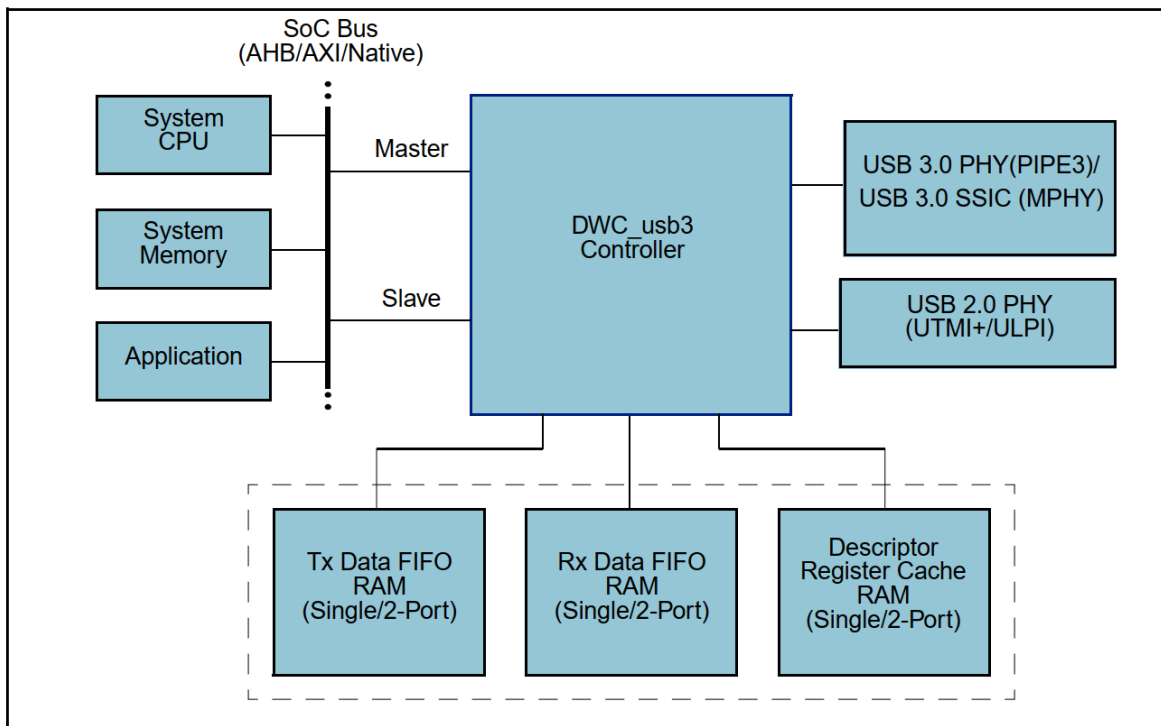 SoC Bus
(AHB/AXI/Native)
System
CPU
Master
System
Memory
Slave
Application
DWC_usb3
Controller
USB 3.0 PHY(PIPE3)/
USB 3.0 SSIC (MPHY)
USB 2.0 PHY
(UTMI+/ULPI)
Tx Data FIFO
RAM
(Single/2-Port)
Rx Data FIFO
RAM
(Single/2-Port)
Descriptor
Register Cache
RAM
(Single/2-Port)